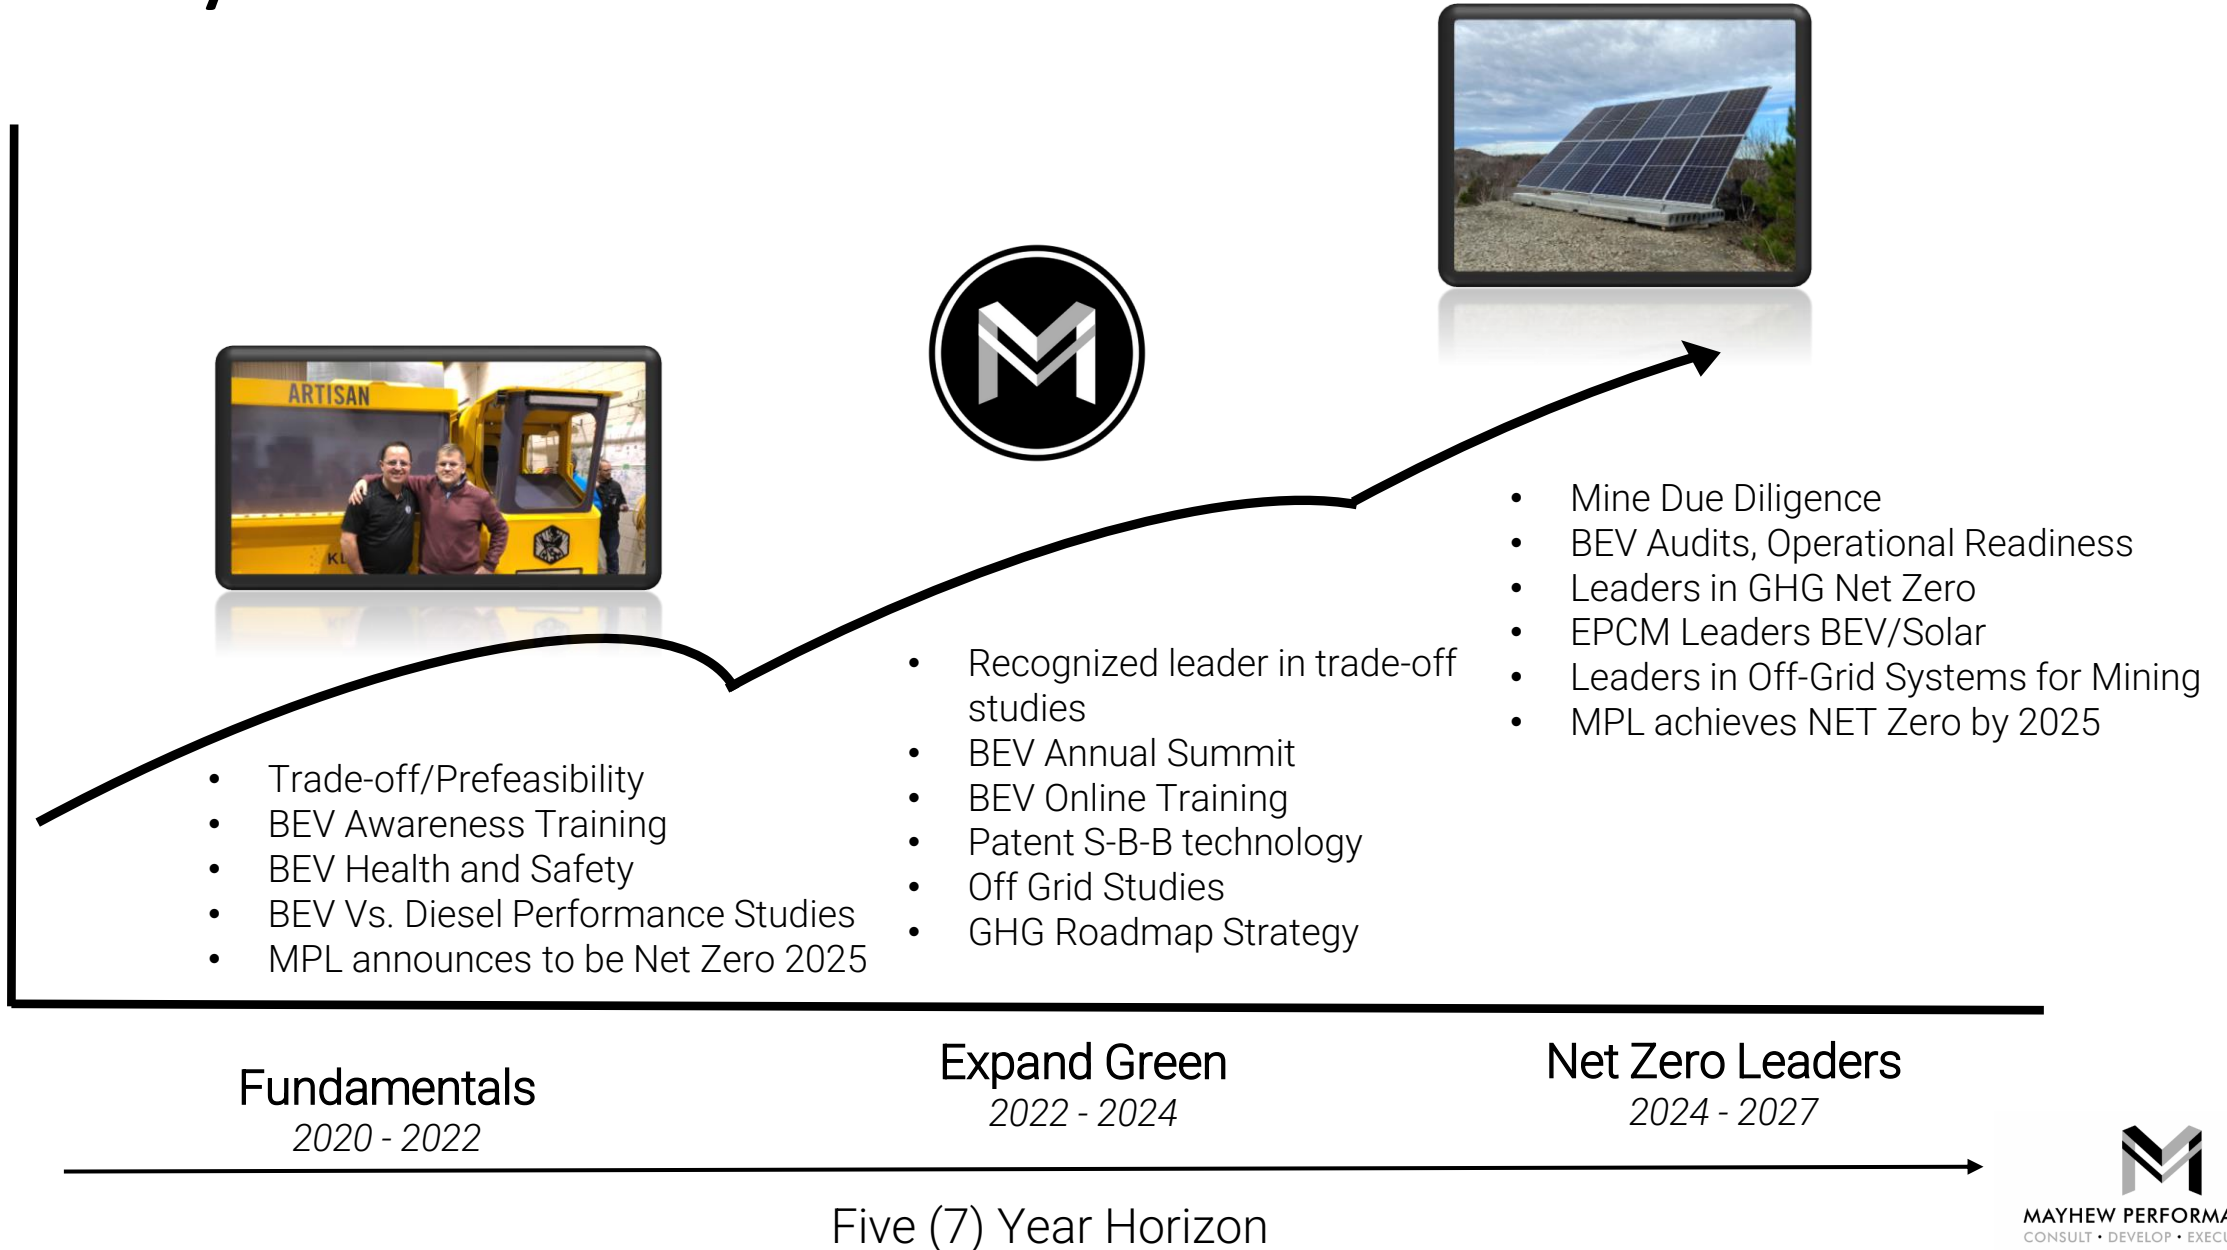 ARTISAN
• Trade-off/Prefeasibility
• BEV Awareness Training
• BEV Health and Safety
• BEV Vs. Diesel Performance Studies
• MPL announces to be Net Zero 2025
• Recognized leader in trade-off
studies
• BEV Annual Summit
• BEV Online Training
• Patent S-B-B technology
• Off Grid Studies
• GHG Roadmap Strategy
• Mine Due Diligence
• BEV Audits, Operational Readiness
• Leaders in GHG Net Zero
• EPCM Leaders BEV/Solar
• Leaders in Off-Grid Systems for Mining
• MPL achieves NET Zero by 2025
Fundamentals
2020 - 2022
Expand Green
2022 - 2024
Net Zero Leaders
2024 - 2027
Five (7) Year Horizon
MAYHEW
CONSULT • DEVELOP •